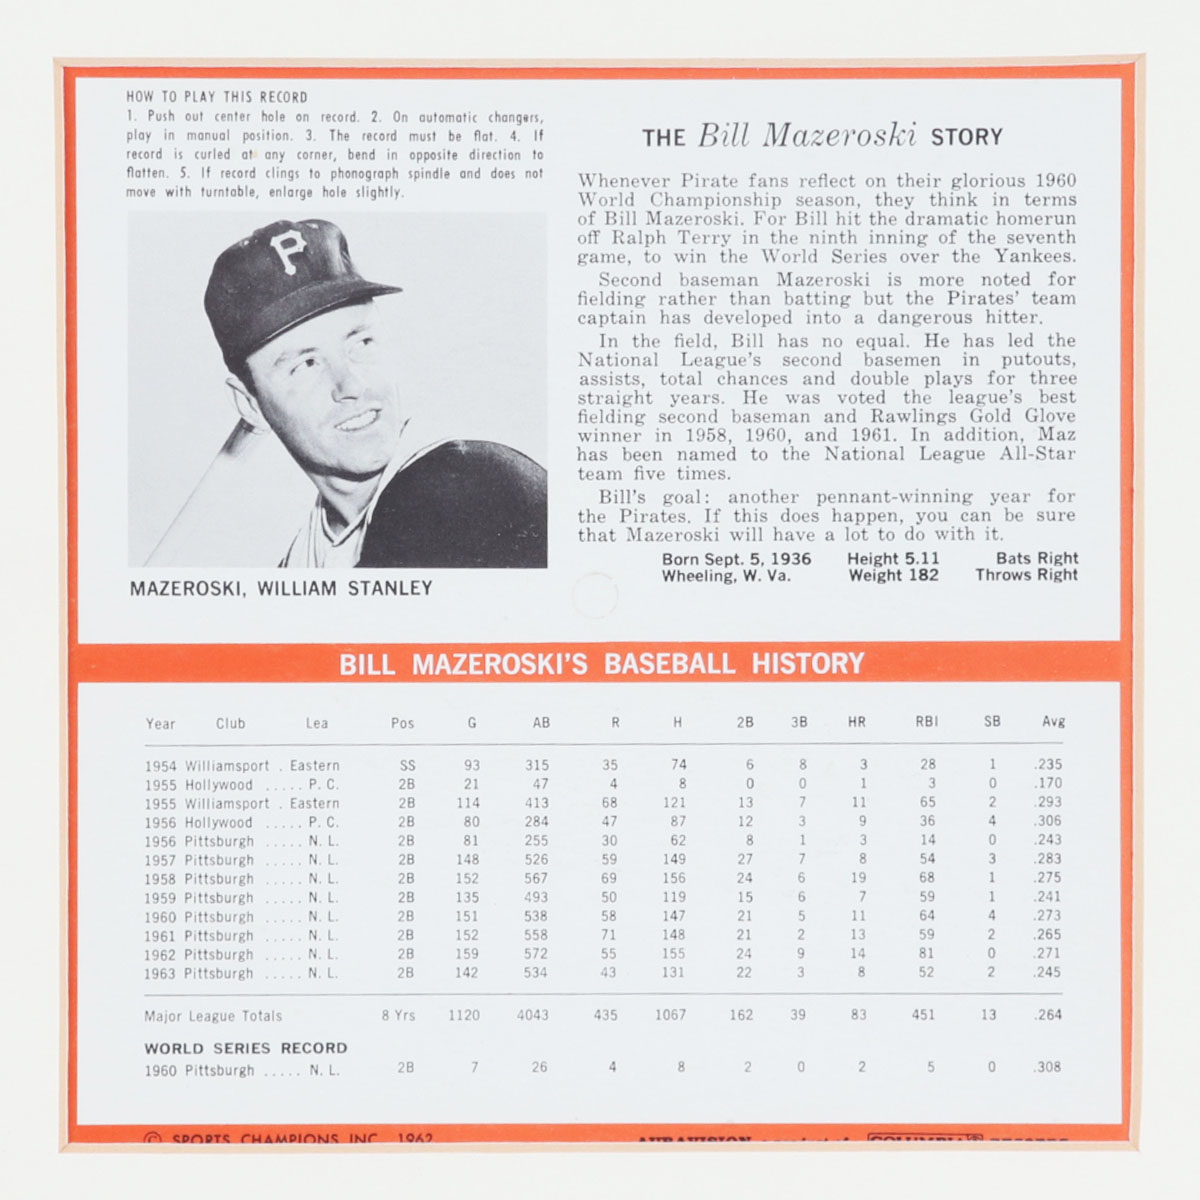 HOW TO PLAY THIS RECORD
1. Push out center hole on record. 2. On automatic changers,
play in manual position. 3. The record must be flat. 4. If
record is curled at any corner, bend in opposite direction to
flatten. 5. If record clings to phonograph spindle and does not
move with turntable, enlarge hole slightly.
P
MAZEROSKI, WILLIAM STANLEY
THE Bill Mazeroski STORY
Whenever Pirate fans reflect on their glorious 1960
World Championship season, they think in terms
of Bill Mazeroski. For Bill hit the dramatic homerun
off Ralph Terry in the ninth inning of the seventh
game, to win the World Series over the Yankees.
Second baseman Mazeroski is more noted for
fielding rather than batting but the Pirates' team
captain has developed into a dangerous hitter.
In the field, Bill has no equal. He has led the
National League's second basemen in putouts,
assists, total chances and double plays for three
straight years. He was voted the league's best
fielding second baseman and Rawlings Gold Glove
winner in 1958, 1960, and 1961. In addition, Maz
has been named to the National League All-Star
team five times.
Bill's goal: another pennant-winning year for
the Pirates. If this does happen, you can be sure
that Mazeroski will have a lot to do with it.
Born Sept. 5, 1936 Height 5.11 Bats Right
Wheeling, W. Va. Weight 182 Throws Right
BILL MAZEROSKI'S BASEBALL HISTORY
Year Club Lea Pos G AB R H 2B 3B HR RBI SB Avg
1954 Williamsport . Eastern SS 93 315 35 74 6 8 3 28 1 .235
1955 Hollywood ..... P. C. 2B 21 47 4 8 0 0 1 3 0 .170
1955 Williamsport . Eastern 2B 114 413 68 121 13 7 11 65 2 .293
1956 Hollywood ..... P. C. 2B 80 284 47 87 12 3 9 36 4 .306
1956 Pittsburgh ..... N. L. 2B 81 255 30 62 8 1 3 14 0 .243
1957 Pittsburgh ..... N. L. 2B 148 526 59 149 27 7 8 54 3 .283
1958 Pittsburgh ..... N. L. 2B 152 567 69 156 24 6 19 68 1 .275
1959 Pittsburgh ..... N. L. 2B 135 493 50 119 15 6 7 59 1 .241
1960 Pittsburgh ..... N. L. 2B 151 538 58 147 21 5 11 64 4 .273
1961 Pittsburgh ..... N. L. 2B 152 558 71 148 21 2 13 59 2 .265
1962 Pittsburgh ..... N. L. 2B 159 572 55 155 24 9 14 81 0 .271
1963 Pittsburgh ..... N. L. 2B 142 534 43 131 22 3 8 52 2 .245
Major League Totals 8 Yrs 1120 4043 435 1067 162 39 83 451 13 .264
WORLD SERIES RECORD
1960 Pittsburgh ..... N. L. 2B 7 26 4 8 2 0 2 5 0 .308
© SPORTS CHAMPIONS INC. 1962 AURAVISION a product of COLUMBIA ® RECORDS